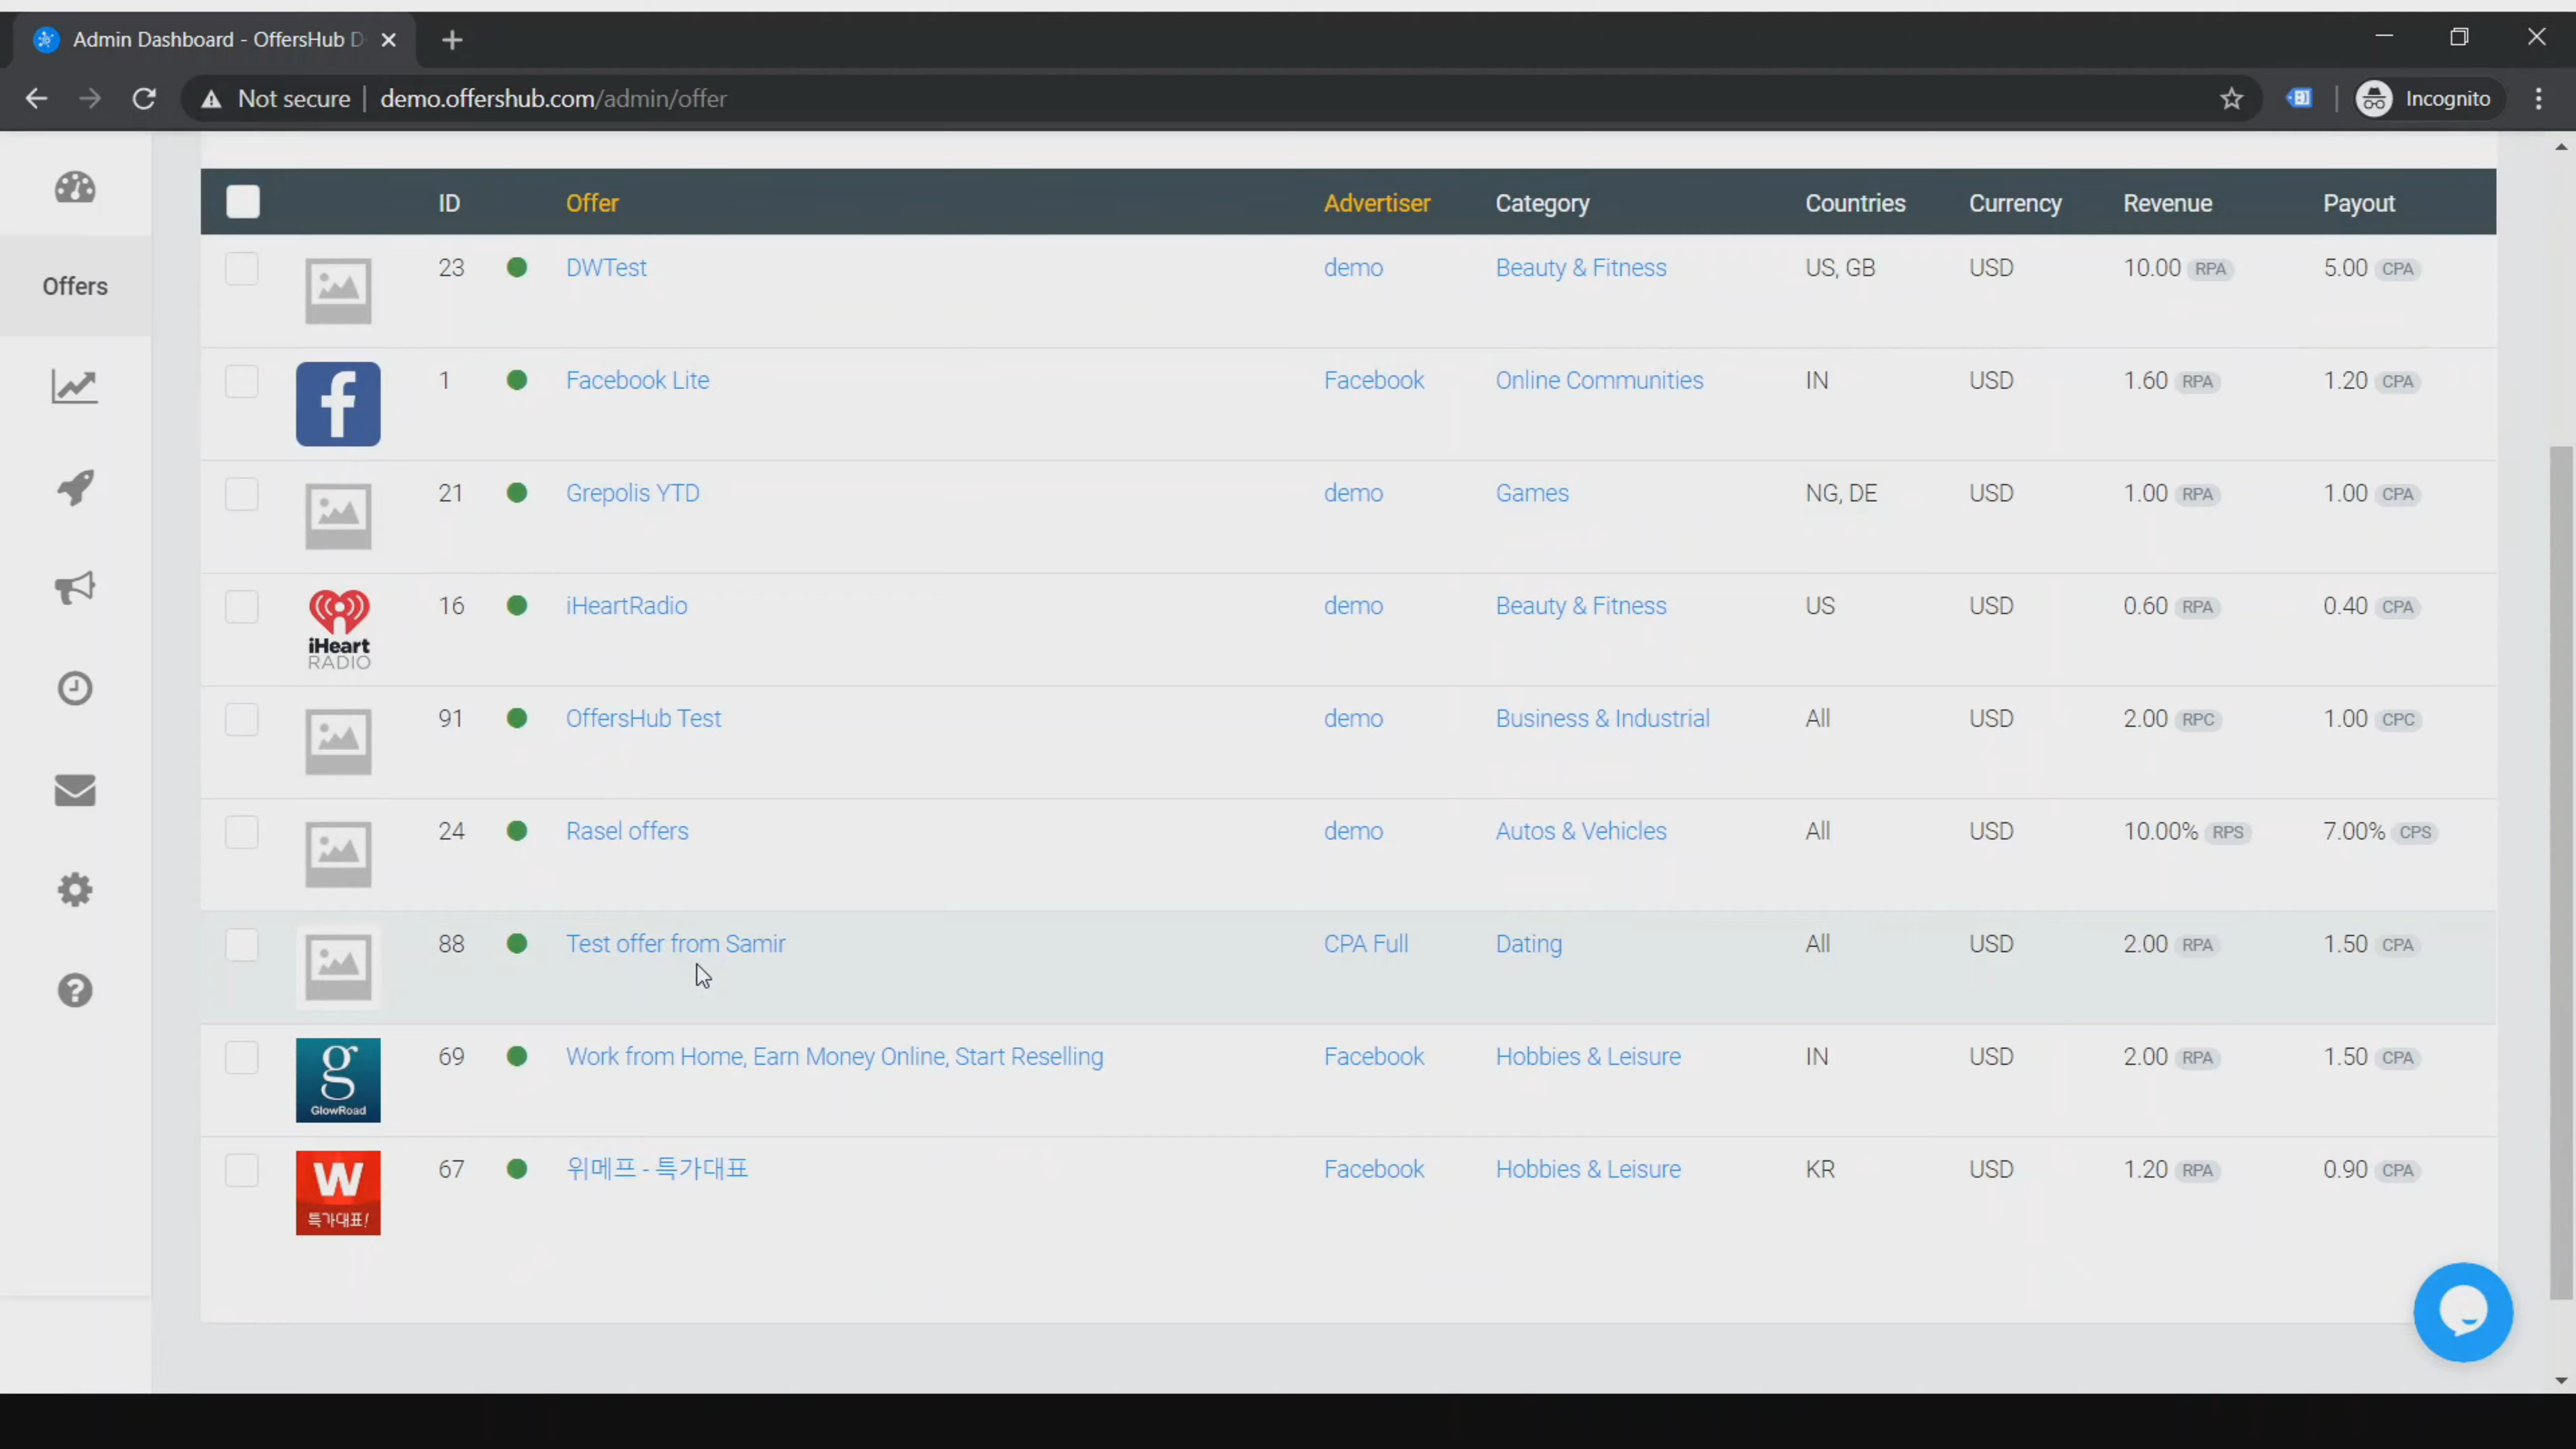 Admin Dashboard - OffersHub D
Not secure demo.offershub.com/admin/offer Incognito
ID Offer Advertiser Category Countries Currency Revenue Payout
Offers
23 DWTest demo Beauty & Fitness US, GB USD 10.00 RPA 5.00 CPA
1 Facebook Lite Facebook Online Communities IN USD 1.60 RPA 1.20 CPA
21 Grepolis YTD demo Games NG, DE USD 1.00 RPA 1.00 CPA
16 iHeartRadio demo Beauty & Fitness US USD 0.60 RPA 0.40 CPA
iHeart
RADIO
91 OffersHub Test demo Business & Industrial All USD 2.00 RPC 1.00 CPC
24 Rasel offers demo Autos & Vehicles All USD 10.00% RPS 7.00% CPS
88 Test offer from Samir CPA Full Dating All USD 2.00 RPA 1.50 CPA
69 Work from Home, Earn Money Online, Start Reselling Facebook Hobbies & Leisure IN USD 2.00 RPA 1.50 CPA
g
GlowRoad
67 위메프 - 특가대표 Facebook Hobbies & Leisure KR USD 1.20 RPA 0.90 CPA
W
특가대표!